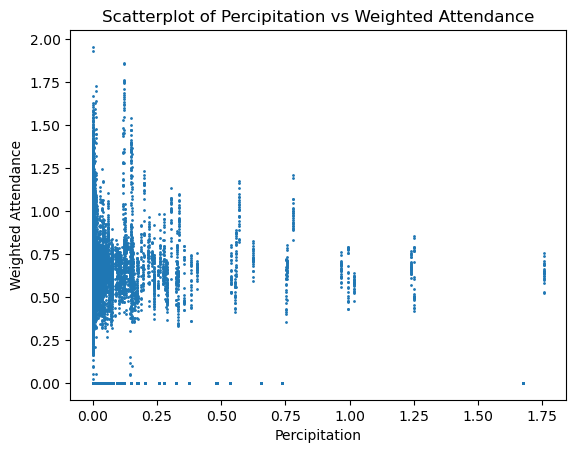 Scatterplot of Percipitation vs Weighted Attendance
2.00
1.75
1.50
1.25
1.00
0.75
0.50
0.25
0.00
Weighted Attendance
0.00 0.25 0.50 0.75 1.00 1.25 1.50 1.75
Percipitation